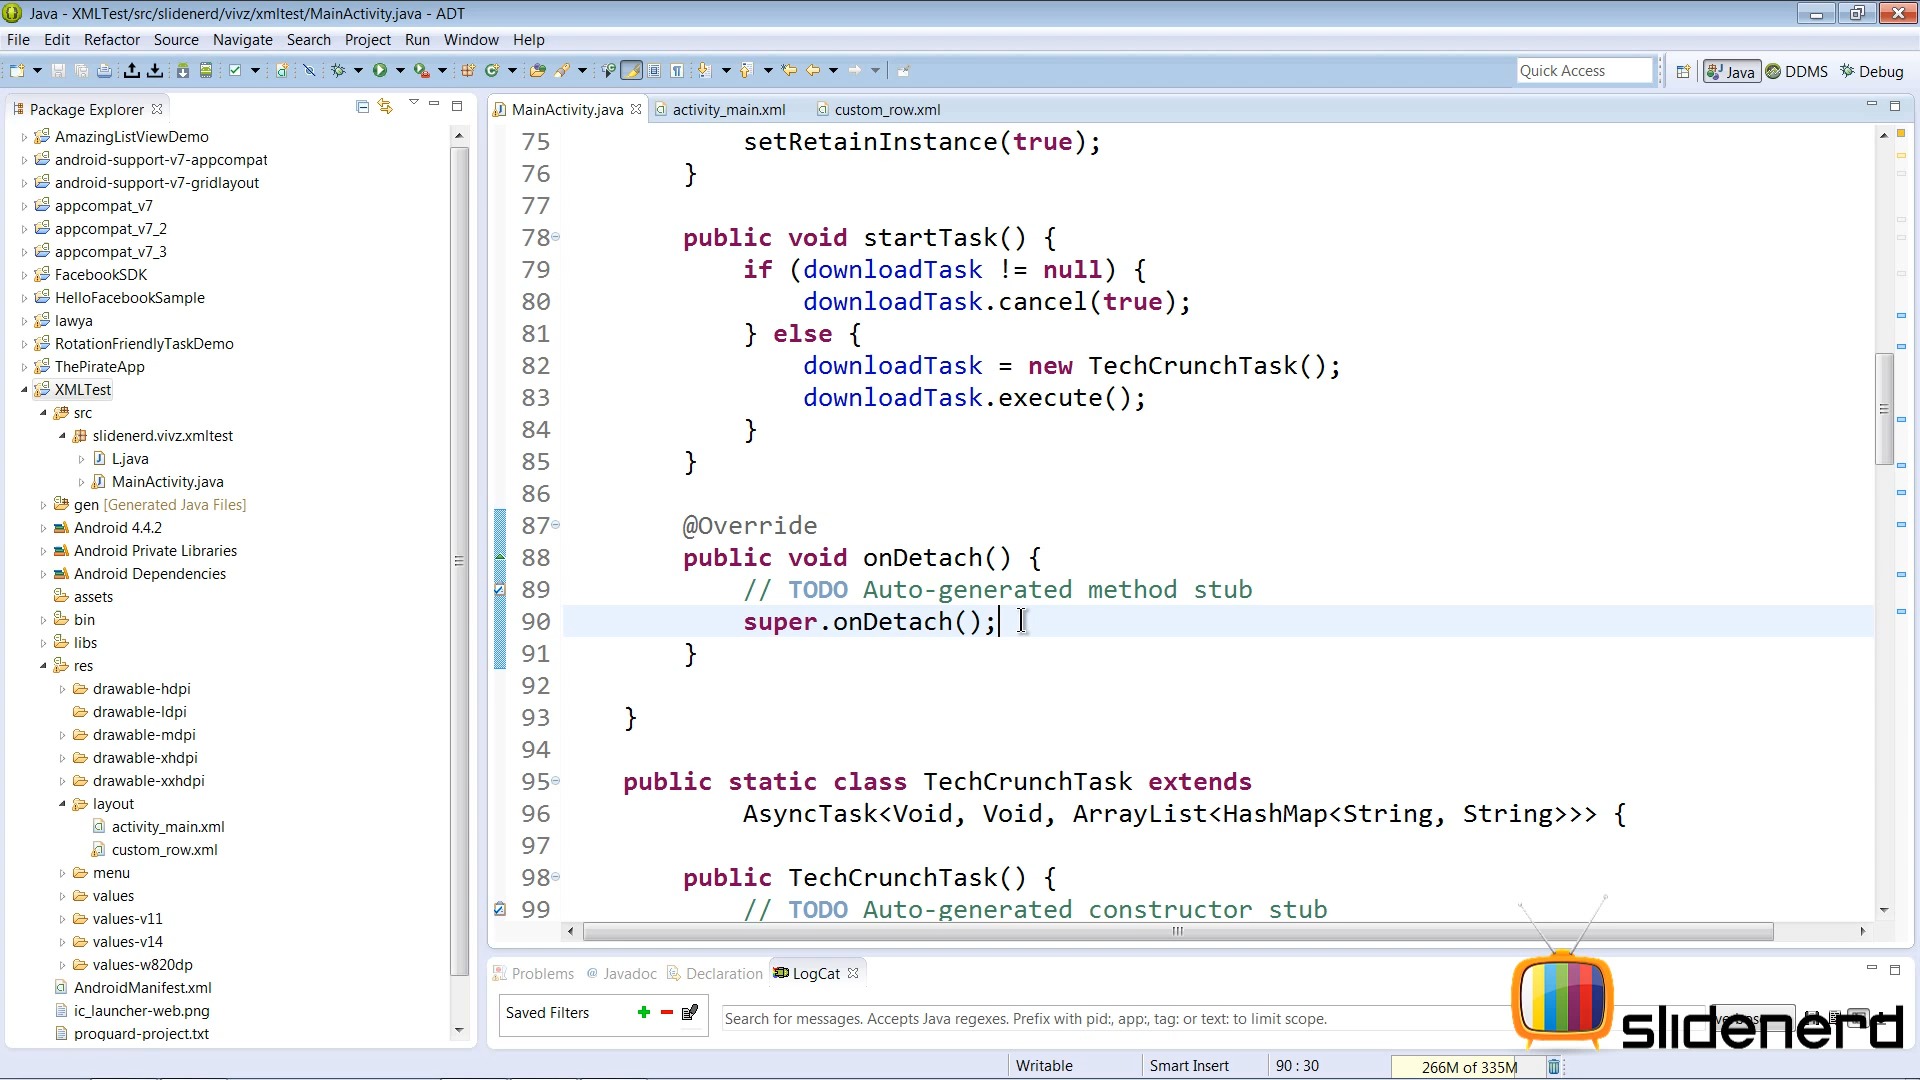 Java - XMLTest/src/slidenerd/vivz/xmltest/MainActivity.java - ADT
File Edit Refactor Source Navigate Search Project Run Window Help
Quick Access Java DDMS Debug
Package Explorer
AmazingListViewDemo
android-support-v7-appcompat
android-support-v7-gridlayout
appcompat_v7
appcompat_v7_2
appcompat_v7_3
FacebookSDK
HelloFacebookSample
lawya
RotationFriendlyTaskDemo
ThePirateApp
XMLTest
src
slidenerd.vivz.xmltest
L.java
MainActivity.java
gen [Generated Java Files]
Android 4.4.2
Android Private Libraries
Android Dependencies
assets
bin
libs
res
drawable-hdpi
drawable-ldpi
drawable-mdpi
drawable-xhdpi
drawable-xxhdpi
layout
activity_main.xml
custom_row.xml
menu
values
values-v11
values-v14
values-w820dp
AndroidManifest.xml
ic_launcher-web.png
proguard-project.txt
MainActivity.java activity_main.xml custom_row.xml
75 setRetainInstance(true);
76 }
77
78 public void startTask() {
79 if (downloadTask != null) {
80 downloadTask.cancel(true);
81 } else {
82 downloadTask = new TechCrunchTask();
83 downloadTask.execute();
84 }
85 }
86
87 @Override
88 public void onDetach() {
89 // TODO Auto-generated method stub
90 super.onDetach();
91 }
92
93 }
94
95 public static class TechCrunchTask extends
96 AsyncTask<Void, Void, ArrayList<HashMap<String, String>>> {
97
98 public TechCrunchTask() {
99 // TODO Auto-generated constructor stub
Problems @ Javadoc Declaration LogCat
Saved Filters
Search for messages. Accepts Java regexes. Prefix with pid:, app:, tag: or text: to limit scope.
slidenerd
Writable Smart Insert 90 : 30 266M of 335M